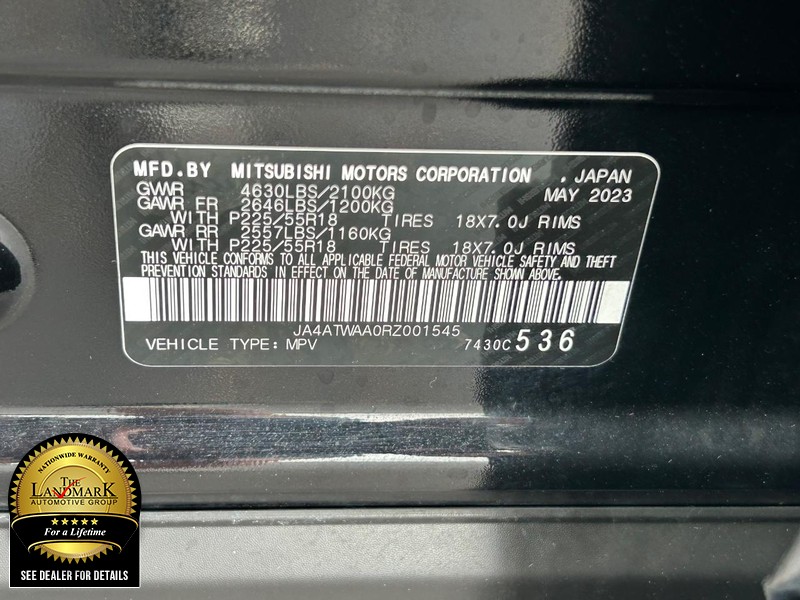 MFD.BY MITSUBISHI MOTORS CORPORATION . JAPAN
GVWR 4630LBS/2100KG MAY 2023
GAWR FR 2646LBS/1200KG
WITH P225/55R18 TIRES 18X7.0J RIMS
GAWR RR 2557LBS/1160KG
WITH P225/55R18 TIRES 18X7.0J RIMS
THIS VEHICLE CONFORMS TO ALL APPLICABLE FEDERAL MOTOR VEHICLE SAFETY AND THEFT
PREVENTION STANDARDS IN EFFECT ON THE DATE OF MANUFACTURE SHOWN ABOVE.
JA4ATWAA0RZ001545
VEHICLE TYPE: MPV 7430C 536
NATIONWIDE WARRANTY
THE
LANDMARK
AUTOMOTIVE GROUP
For a Lifetime
SEE DEALER FOR DETAILS